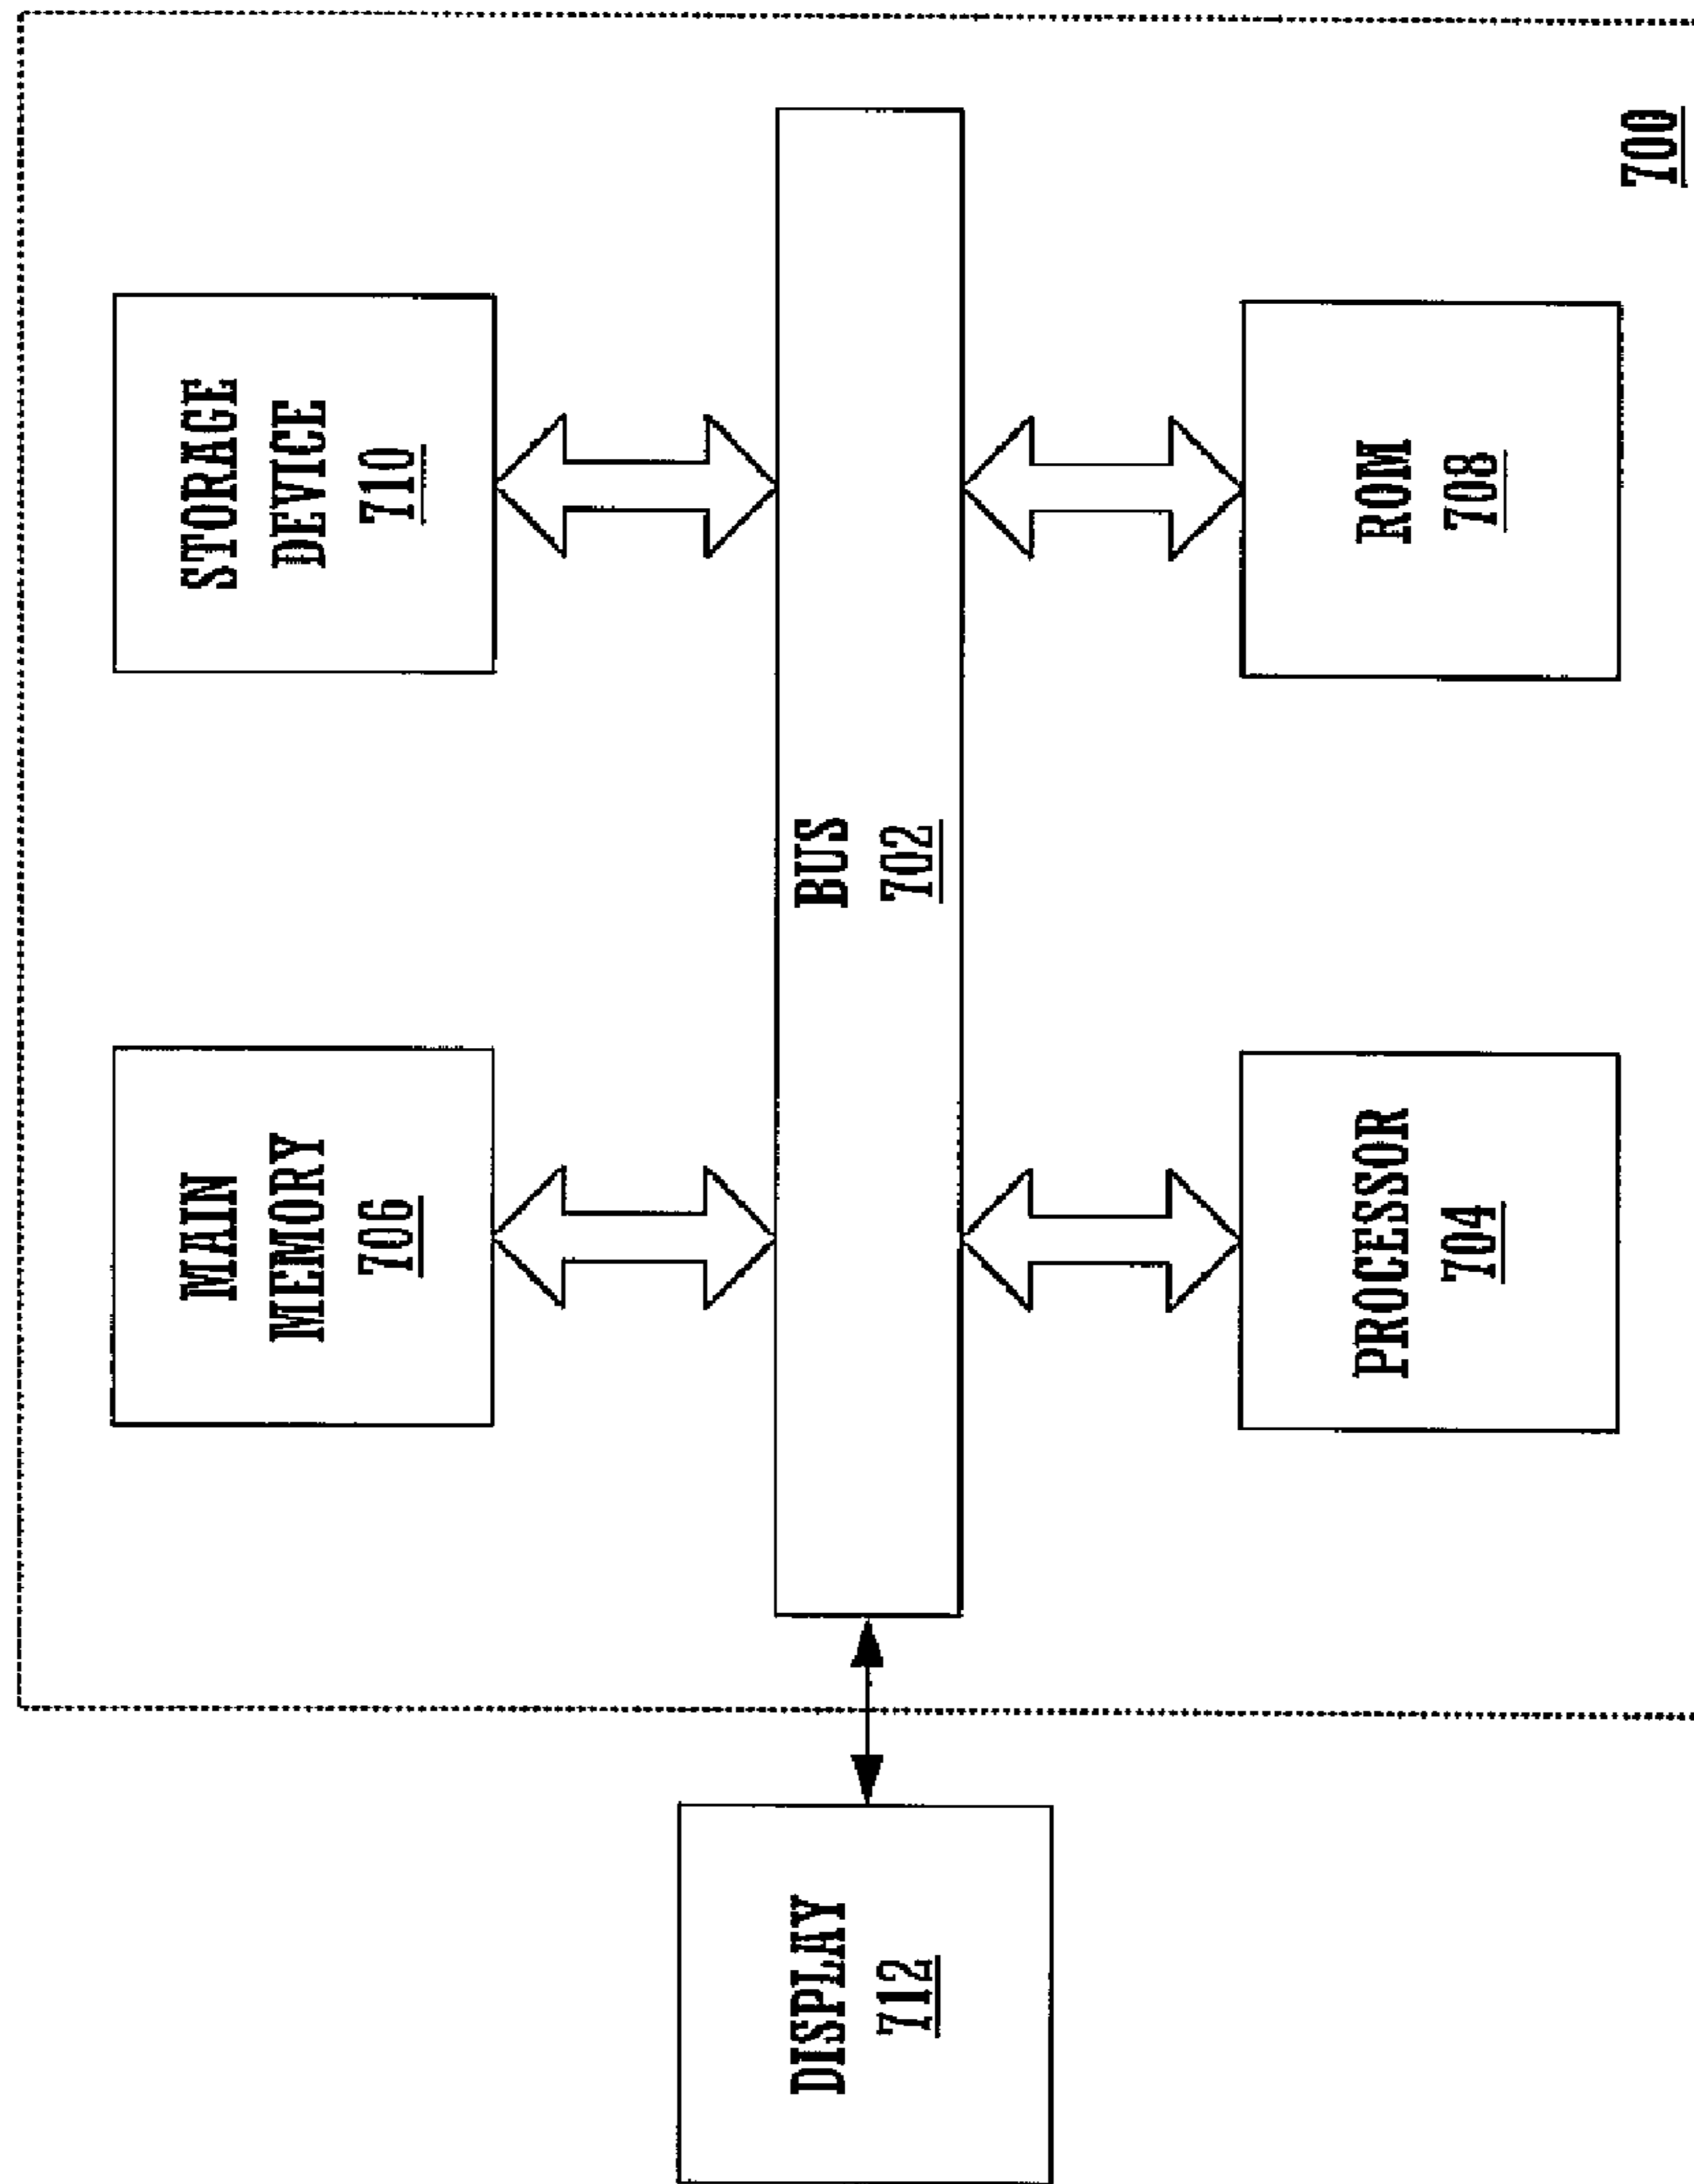 MAIN
MEMORY
706
STORAGE
DEVICE
710
BUS
702
DISPLAY
712
PROCESSOR
704
ROM
708
700